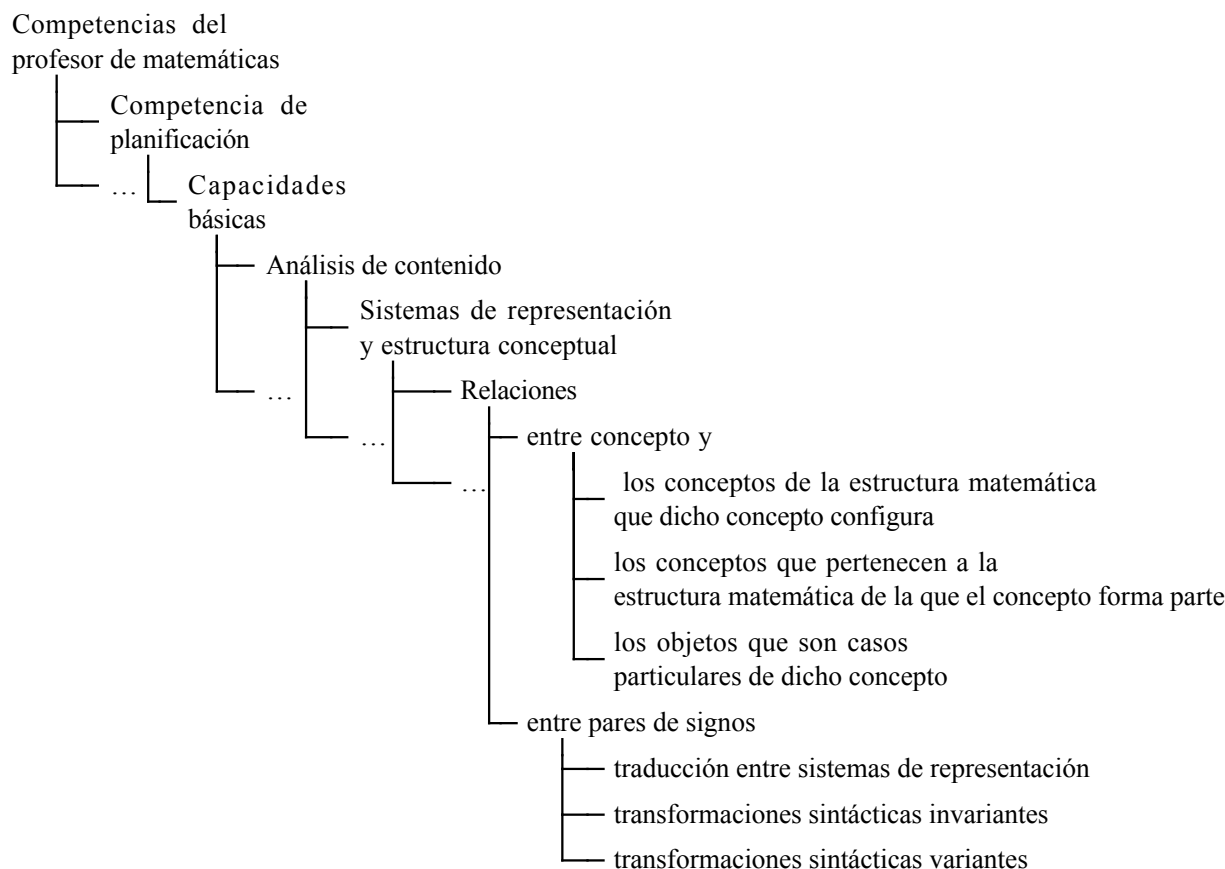 Competencias del
profesor de matemáticas
Competencia de
planificación
…
Capacidades
básicas
Análisis de contenido
Sistemas de representación
y estructura conceptual
…
Relaciones
…
entre concepto y
…
los conceptos de la estructura matemática
que dicho concepto configura
los conceptos que pertenecen a la
estructura matemática de la que el concepto forma parte
los objetos que son casos
particulares de dicho concepto
entre pares de signos
traducción entre sistemas de representación
transformaciones sintácticas invariantes
transformaciones sintácticas variantes